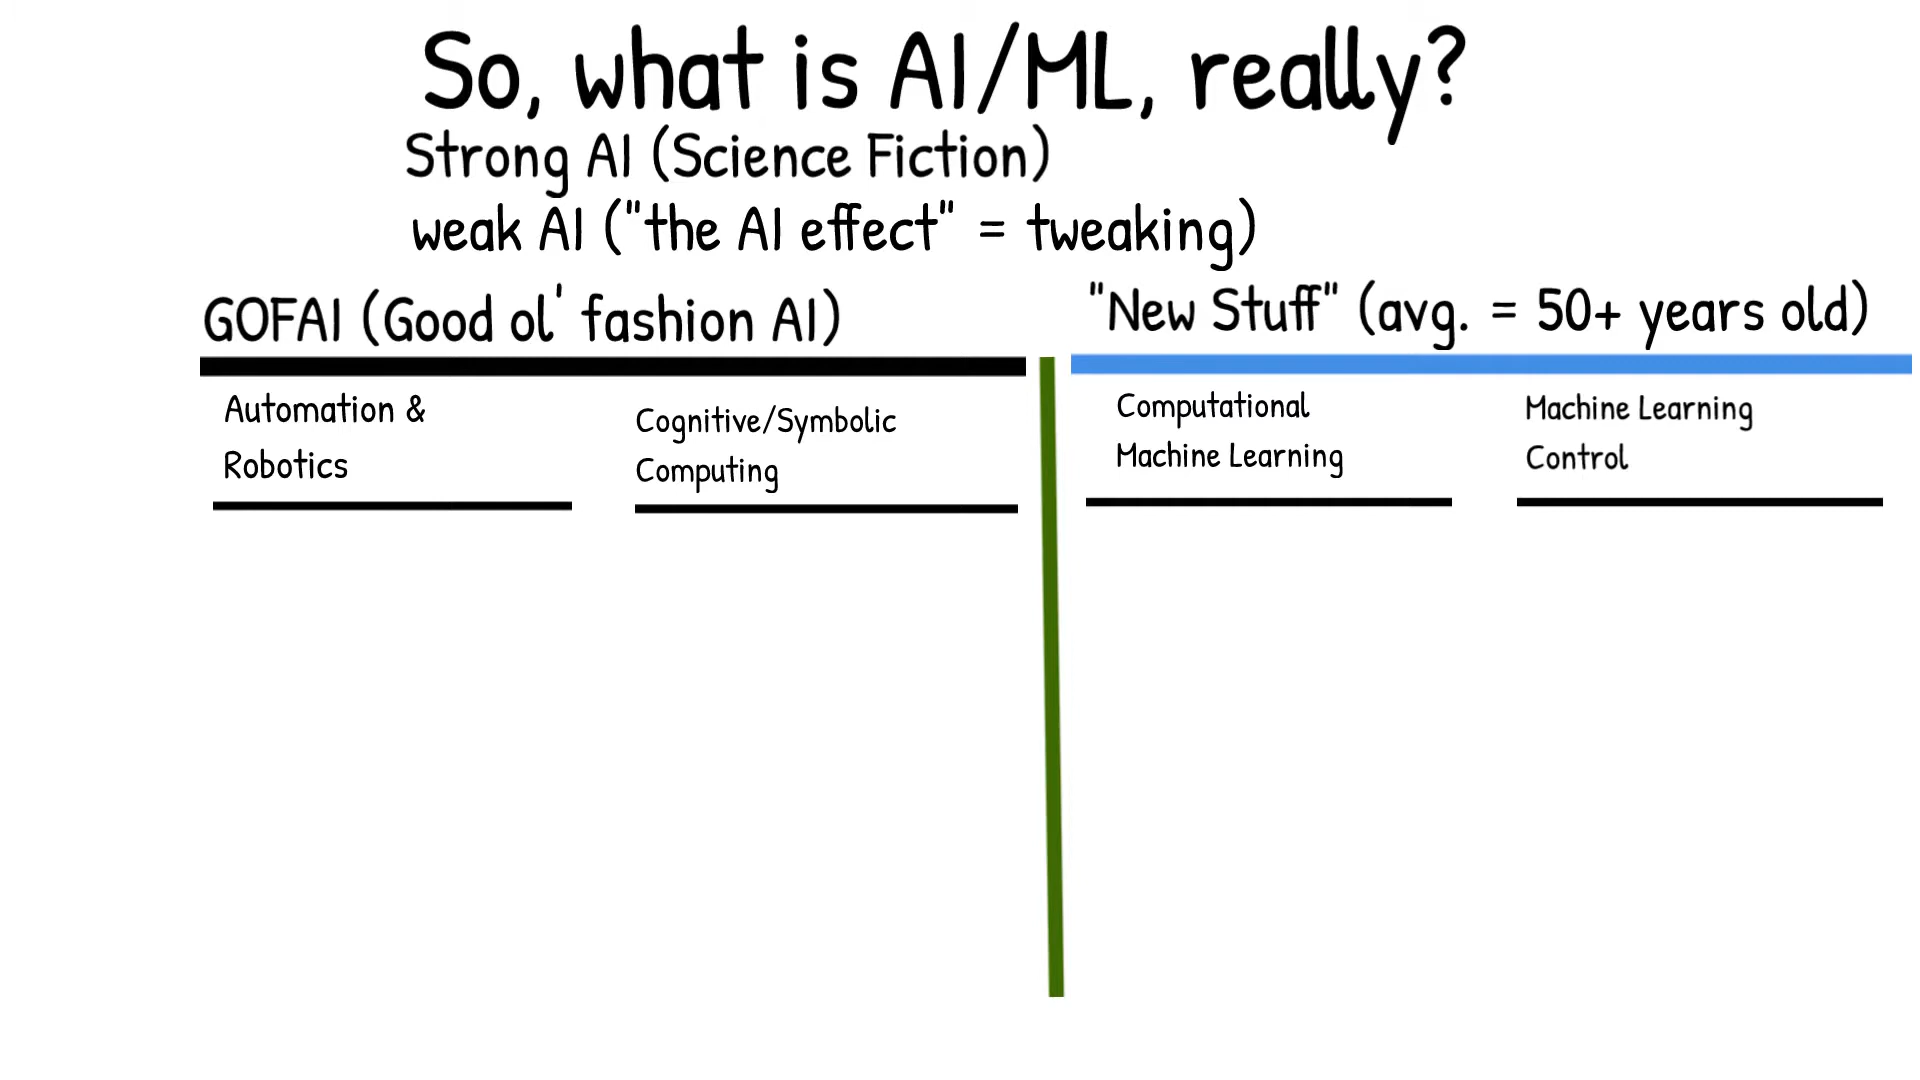 So, what is AI/ML, really?
Strong AI (Science Fiction)
weak AI ("the AI effect" = tweaking)
GOFAI (Good ol' fashion AI)
"New Stuff" (avg. = 50+ years old)
Automation &
Robotics
Cognitive/Symbolic
Computing
Computational
Machine Learning
Machine Learning
Control